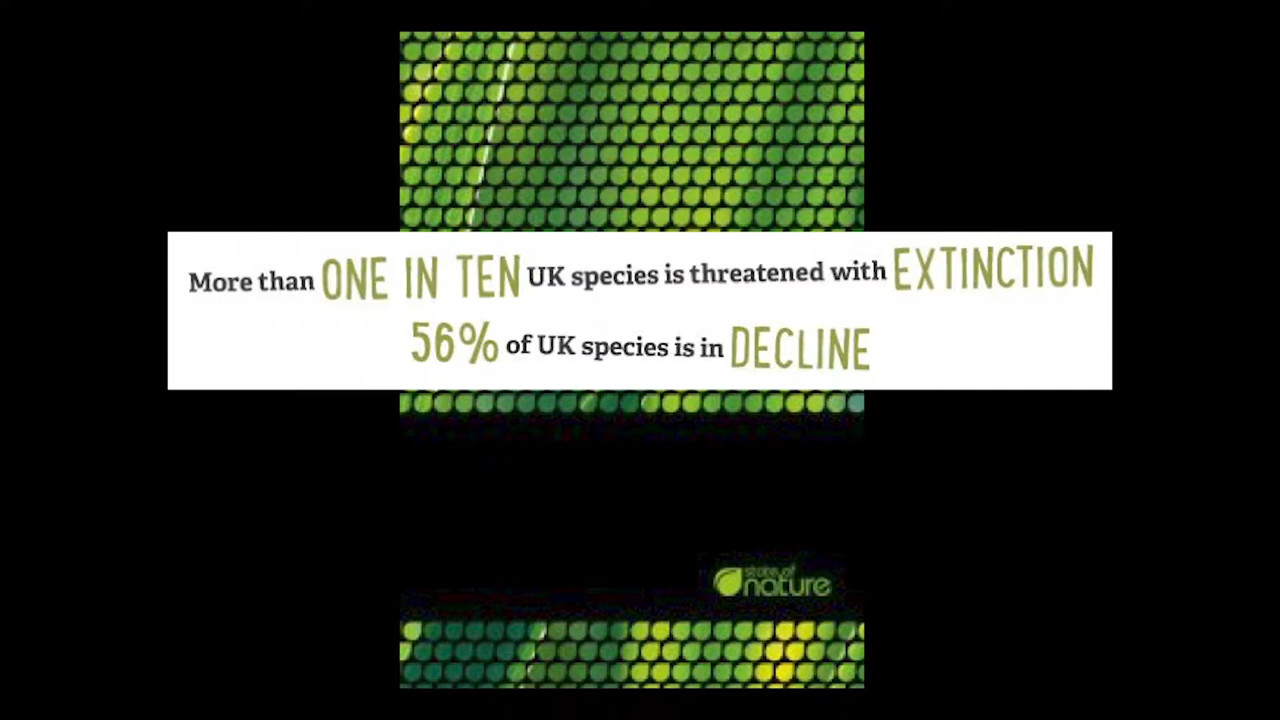 More than ONE IN TEN UK species is threatened with EXTINCTION
56% of UK species is in DECLINE
state of
nature